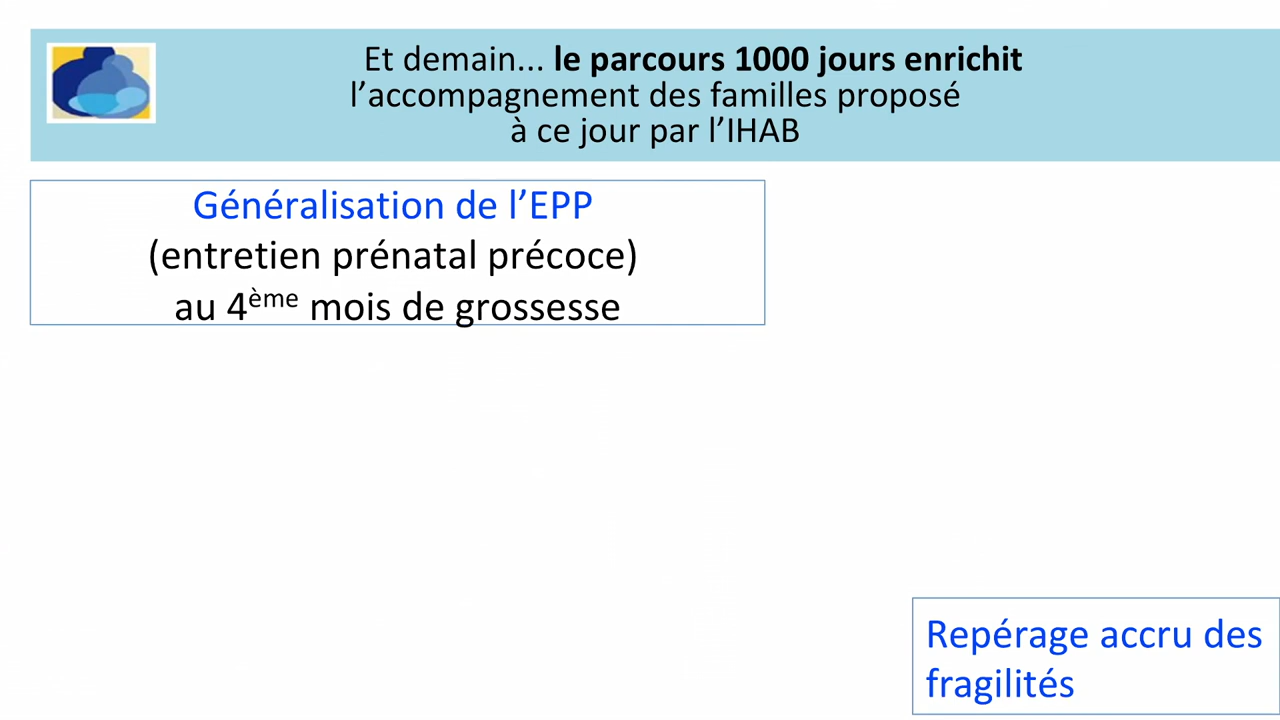 Et demain... le parcours 1000 jours enrichit
l’accompagnement des familles proposé
à ce jour par l’IHAB
Généralisation de l’EPP
(entretien prénatal précoce)
au 4ème mois de grossesse
Repérage accru des
fragilités